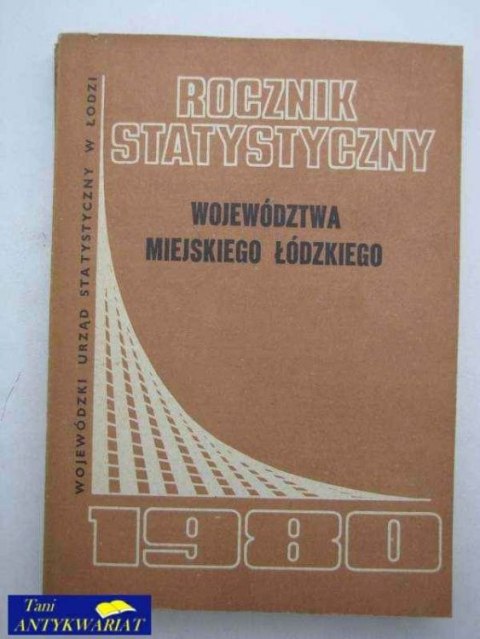 ROCZNIK
STATYSTYCZNY
WOJEWÓDZTWA
MIEJSKIEGO ŁÓDZKIEGO
WOJEWÓDZKI URZĄD STATYSTYCZNY W ŁODZI
1980
Tani
ANTYKWARIAT